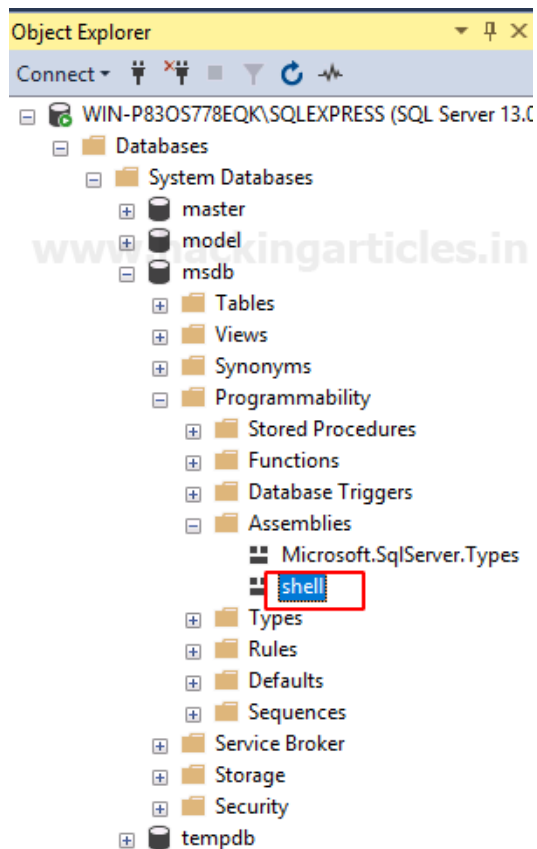 Object Explorer
Connect
WIN-P83OS778EQK\SQLEXPRESS (SQL Server 13.0
Databases
System Databases
master
model
www.hackingarticles.in
msdb
Tables
Views
Synonyms
Programmability
Stored Procedures
Functions
Database Triggers
Assemblies
Microsoft.SqlServer.Types
shell
Types
Rules
Defaults
Sequences
Service Broker
Storage
Security
tempdb